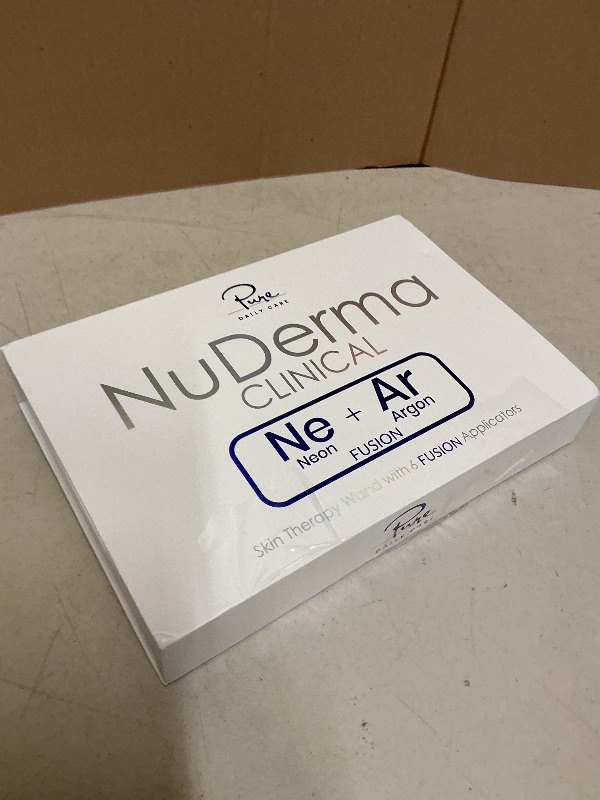 Pure
DAILY CARE
NuDerma
CLINICAL
Ne + Ar
Neon Argon
FUSION
Skin Therapy Wand with 6 FUSION Applicators
Pure
DAILY CARE